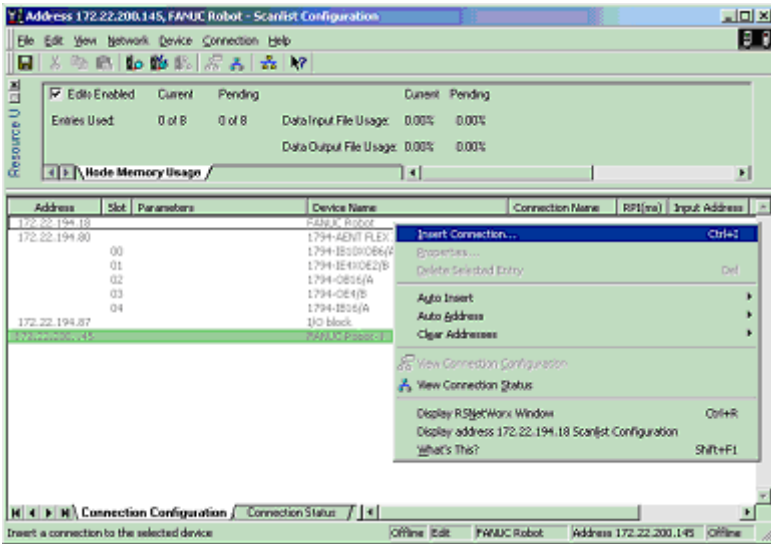 Address 172.22.200.145, FANUC Robot - Scanlist Configuration
File Edit View Network Device Connection Help
Resource U
Edits Enabled Current Pending Current Pending
Entries Used: 0 of 8 0 of 8 Data Input File Usage: 0.00% 0.00%
Data Output File Usage: 0.00% 0.00%
Node Memory Usage
Address Slot Parameters Device Name Connection Name RPI(ms) Input Address
172.22.194.18 FANUC Robot
172.22.194.80 1794-AENT FLEX
00 1794-IB10XOB6/A
01 1794-IE4XOE2/B
02 1794-OB16/A
03 1794-OE4/B
04 1794-IB16/A
172.22.194.87 I/O block
FANUC Robot-1
Insert Connection... Ctrl+I
Properties...
Delete Selected Entry Del
Auto Insert
Auto Address
Clear Addresses
View Connection Configuration
View Connection Status
Display RSNetWorx Window Ctrl+R
Display address 172.22.194.18 Scanlist Configuration
What's This? Shift+F1
Connection Configuration Connection Status
Insert a connection to the selected device Offline Edit FANUC Robot Address 172.22.200.145 Offline